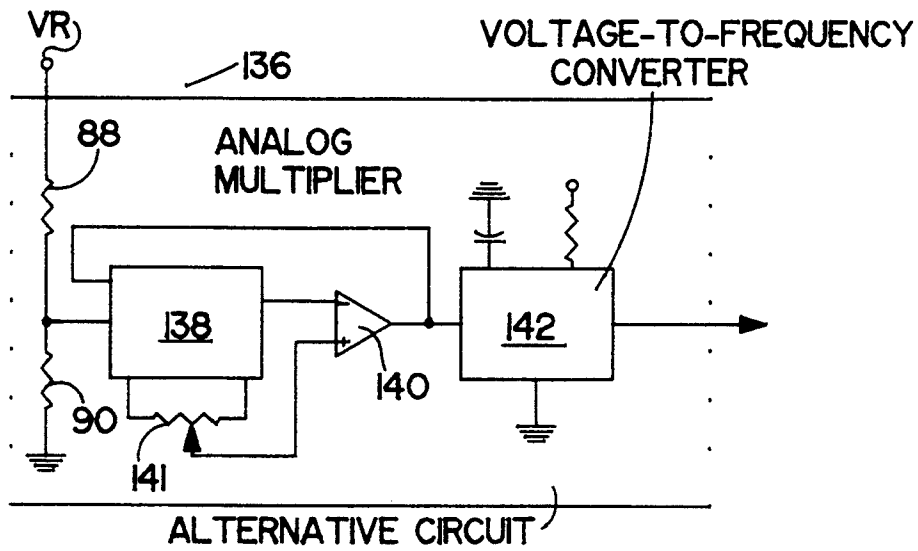 VR
136
VOLTAGE-TO-FREQUENCY
CONVERTER
88
ANALOG
MULTIPLIER
138
-
+
140
142
90
141
ALTERNATIVE CIRCUIT